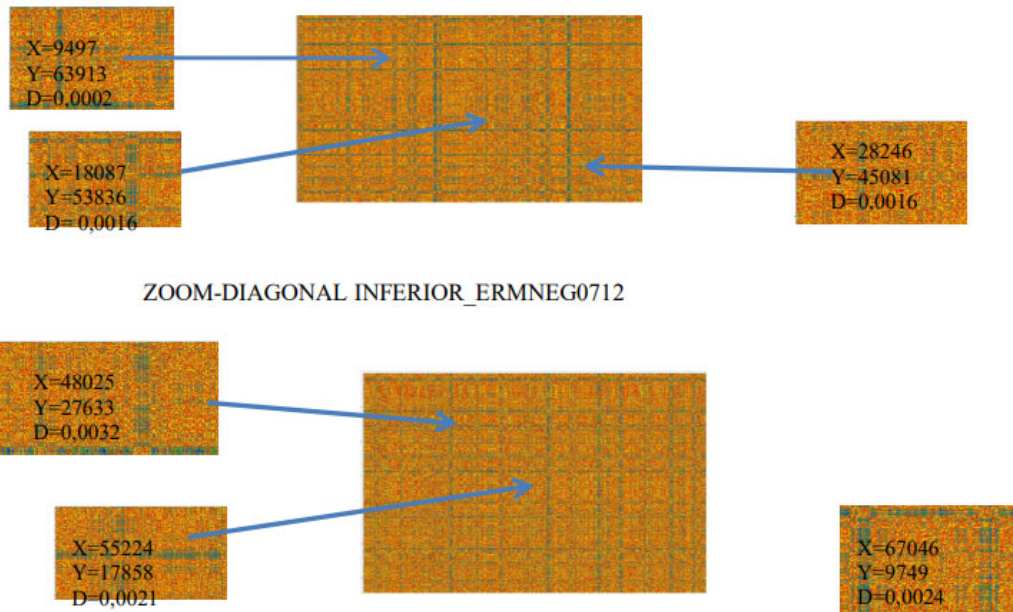 X=9497
Y=63913
D=0,0002
X=18087
Y=53836
D= 0,0016
X=28246
Y=45081
D=0,0016
ZOOM-DIAGONAL INFERIOR_ERMNEG0712
X=48025
Y=27633
D=0,0032
X=55224
Y=17858
D=0,0021
X=67046
Y=9749
D=0,0024